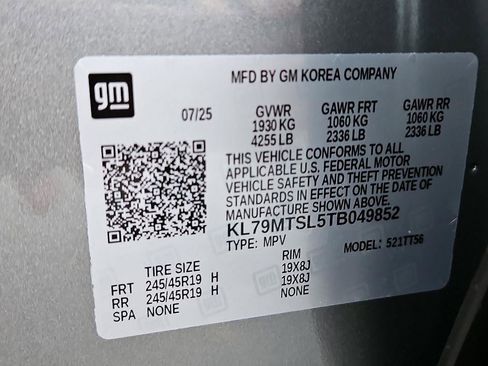 gm
MFD BY GM KOREA COMPANY
07/25 GVWR GAWR FRT GAWR RR
1930 KG 1060 KG 1060 KG
4255 LB 2336 LB 2336 LB
THIS VEHICLE CONFORMS TO ALL
APPLICABLE U.S. FEDERAL MOTOR
VEHICLE SAFETY AND THEFT PREVENTION
STANDARDS IN EFFECT ON THE DATE OF
MANUFACTURE SHOWN ABOVE.
KL79MTSL5TB049852
TYPE: MPV MODEL: 521TT56
TIRE SIZE RIM
FRT 245/45R19 H 19X8J
RR 245/45R19 H 19X8J
SPA NONE NONE